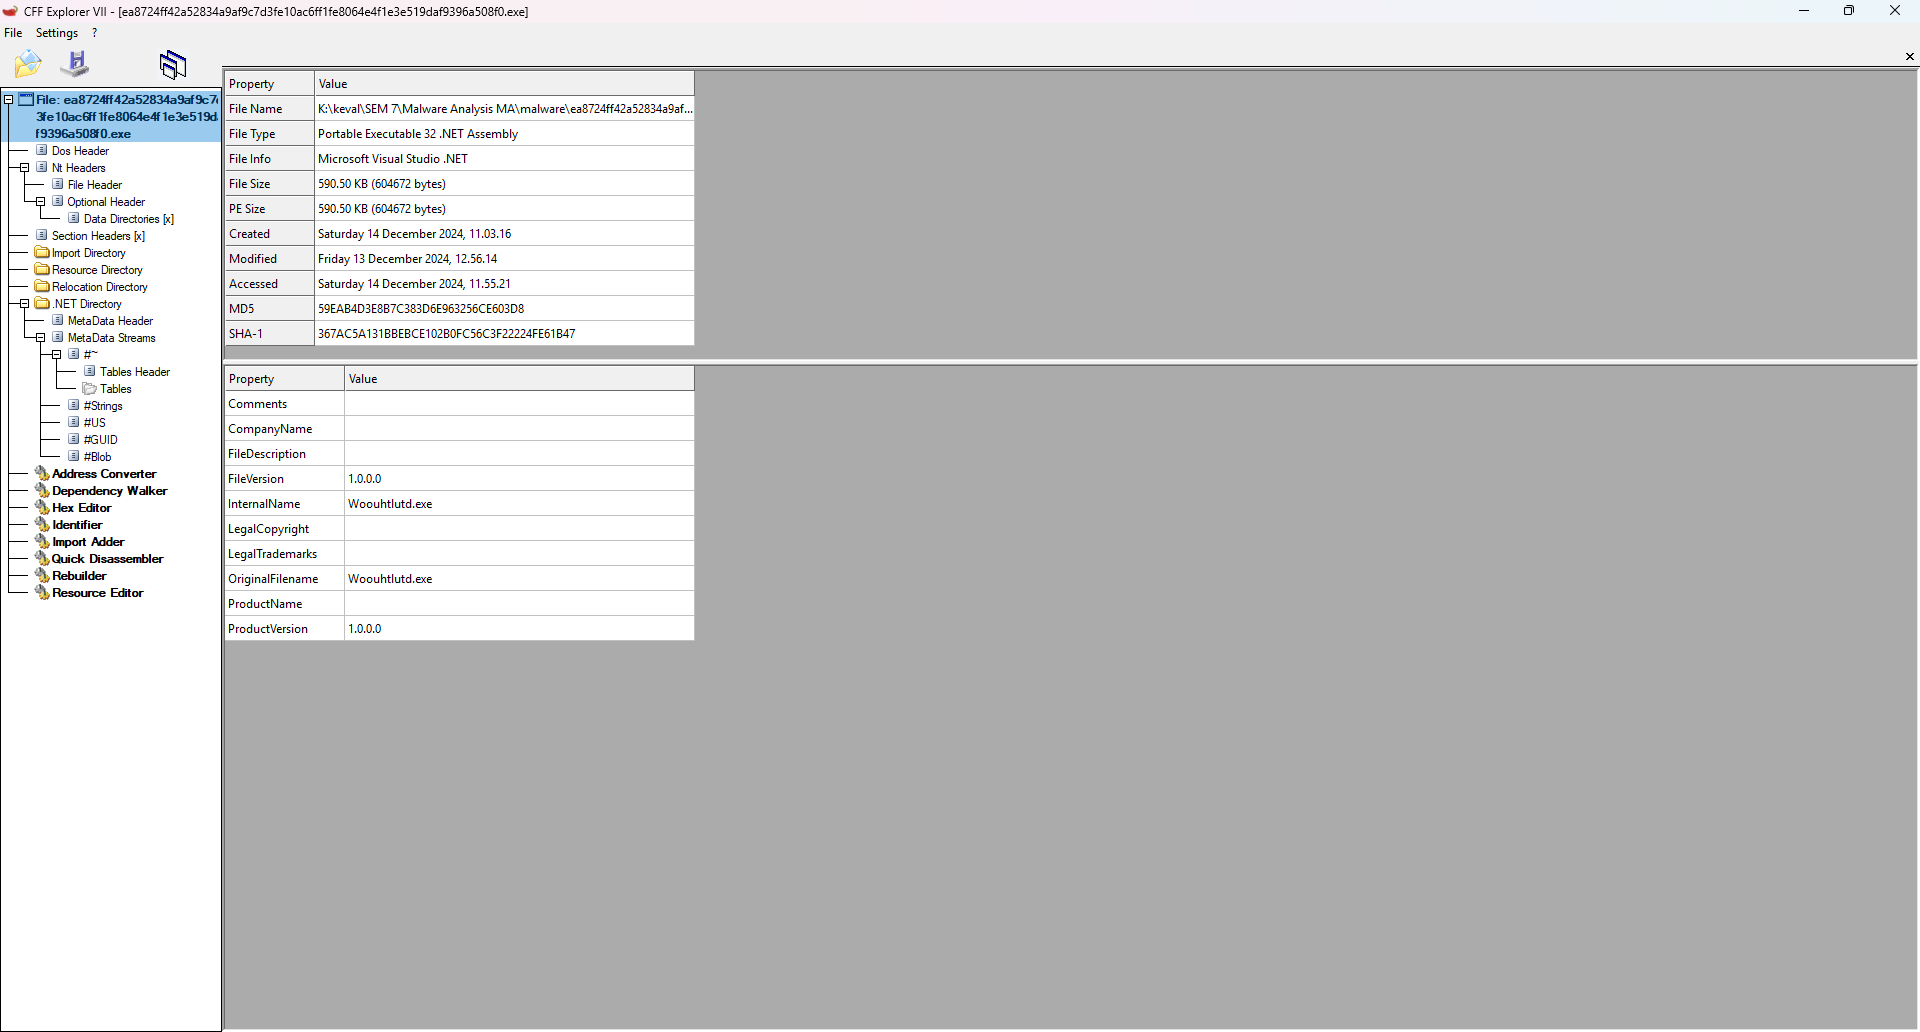 CFF Explorer VII - [ea8724ff42a52834a9af9c7d3fe10ac6ff1fe8064e4f1e3e519daf9396a508f0.exe]
File Settings ?
File: ea8724ff42a52834a9af9c7
3fe10ac6ff1fe8064e4f1e3e519d
f9396a508f0.exe
Dos Header
Nt Headers
File Header
Optional Header
Data Directories [x]
Section Headers [x]
Import Directory
Resource Directory
Relocation Directory
.NET Directory
MetaData Header
MetaData Streams
#~
Tables Header
Tables
#Strings
#US
#GUID
#Blob
Address Converter
Dependency Walker
Hex Editor
Identifier
Import Adder
Quick Disassembler
Rebuilder
Resource Editor
Property Value
File Name K:\keval\SEM 7\Malware Analysis MA\malware\ea8724ff42a52834a9af...
File Type Portable Executable 32 .NET Assembly
File Info Microsoft Visual Studio .NET
File Size 590.50 KB (604672 bytes)
PE Size 590.50 KB (604672 bytes)
Created Saturday 14 December 2024, 11.03.16
Modified Friday 13 December 2024, 12.56.14
Accessed Saturday 14 December 2024, 11.55.21
MD5 59EAB4D3E8B7C383D6E963256CE603D8
SHA-1 367AC5A131BBEBCE102B0FC56C3F22224FE61B47
Property Value
Comments
CompanyName
FileDescription
FileVersion 1.0.0.0
InternalName Woouhtlutd.exe
LegalCopyright
LegalTrademarks
OriginalFilename Woouhtlutd.exe
ProductName
ProductVersion 1.0.0.0